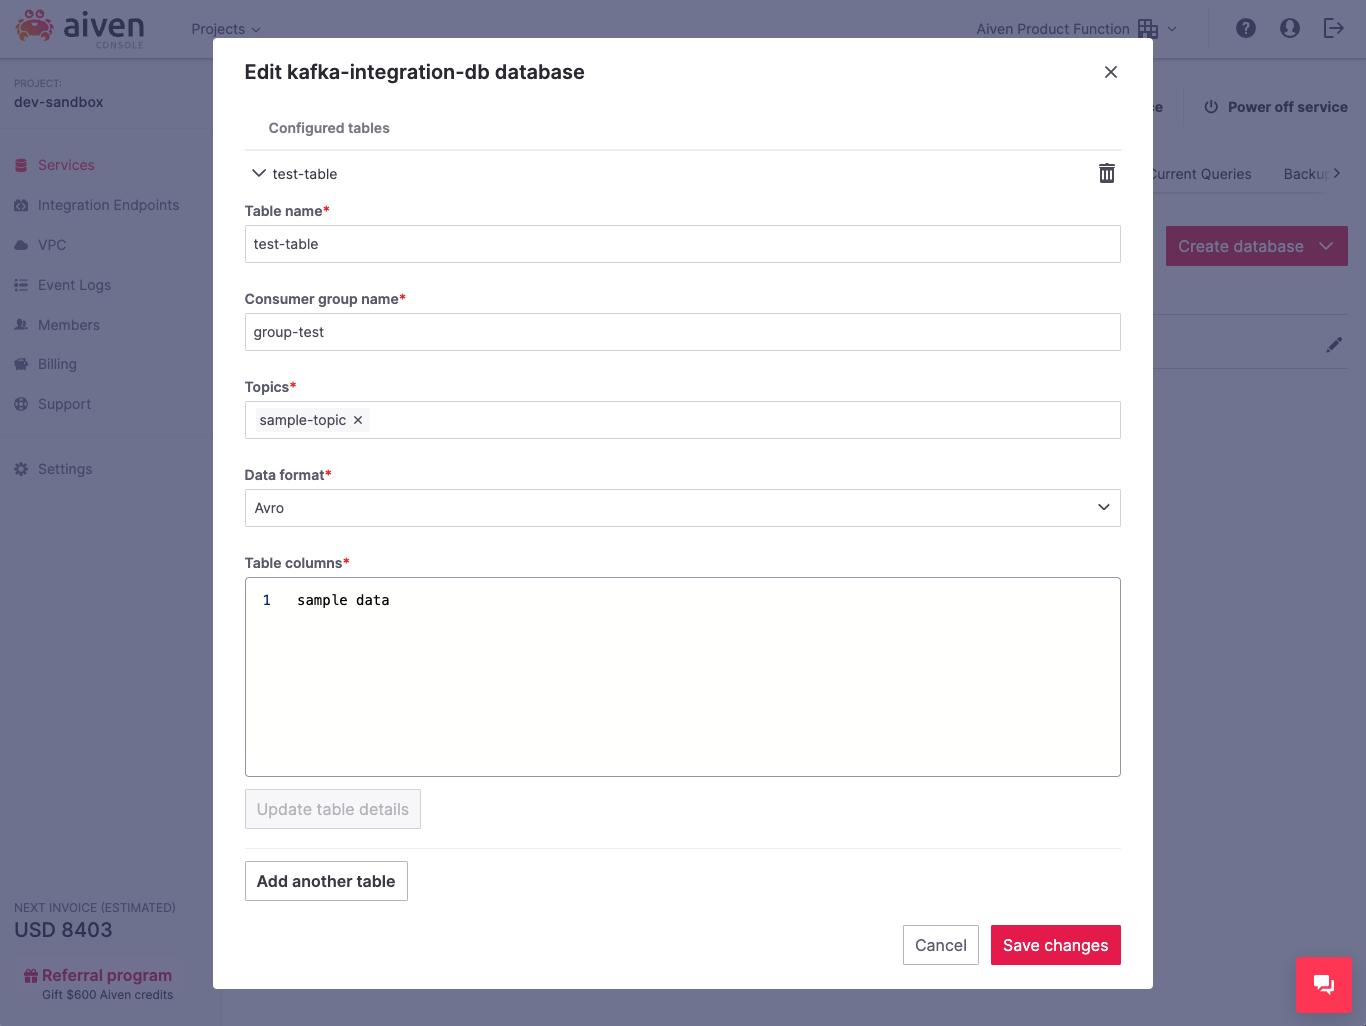 aiven
CONSOLE
Projects
Aiven Product Function
Edit kafka-integration-db database
PROJECT:
dev-sandbox
ce
Power off service
Configured tables
Services
test-table
Current Queries
Backup
Integration Endpoints
Table name*
test-table
VPC
Create database
Event Logs
Consumer group name*
group-test
Members
Billing
Topics*
sample-topic
Support
Settings
Data format*
Avro
Table columns*
1 sample data
Update table details
Add another table
NEXT INVOICE (ESTIMATED)
USD 8403
Cancel
Save changes
Referral program
Gift $600 Aiven credits